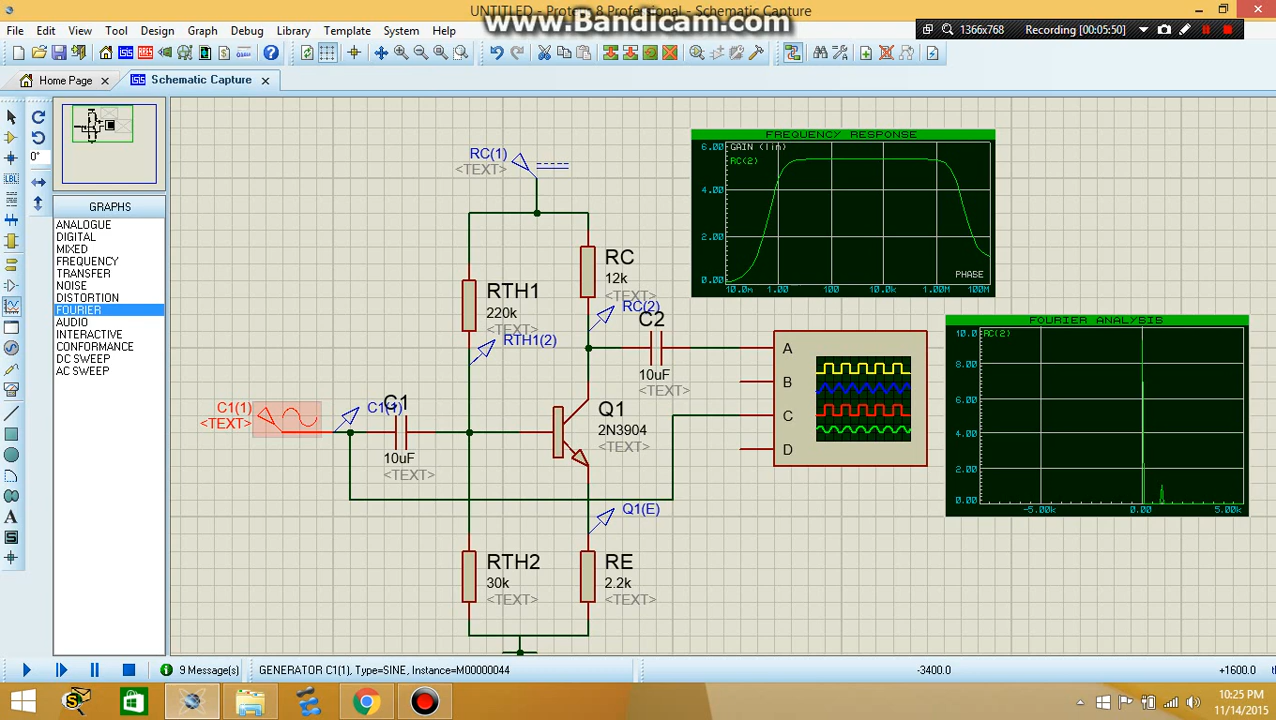 UNTITLED - Proteus 8 Professional - Schematic Capture
www.Bandicam.com
File Edit View Tool Design Graph Debug Library Template System Help
1366x768 Recording [00:05:50]
Home Page
Schematic Capture
0°
LBL
GRAPHS
ANALOGUE
DIGITAL
MIXED
FREQUENCY
TRANSFER
NOISE
DISTORTION
FOURIER
AUDIO
INTERACTIVE
CONFORMANCE
DC SWEEP
AC SWEEP
RC(1)
<TEXT>
RC
12k
<TEXT>
RTH1
220k
<TEXT>
RC(2)
C2
10uF
<TEXT>
RTH1(2)
C1(1)
<TEXT>
C1(1)
C1
10uF
<TEXT>
Q1
2N3904
<TEXT>
Q1(E)
RTH2
30k
<TEXT>
RE
2.2k
<TEXT>
A
B
C
D
FREQUENCY RESPONSE
6.00 GAIN (lin)
RC(2)
4.00
2.00
0.00
PHASE
10.0m 1.00 100 10.0k 1.00M 100M
FOURIER ANALYSIS
10.0 RC(2)
8.00
6.00
4.00
2.00
0.00
-5.00k 0.00 5.00k
9 Message(s)
GENERATOR C1(1), Type=SINE, Instance=M00000044
-3400.0
+1600.0
10:25 PM
11/14/2015